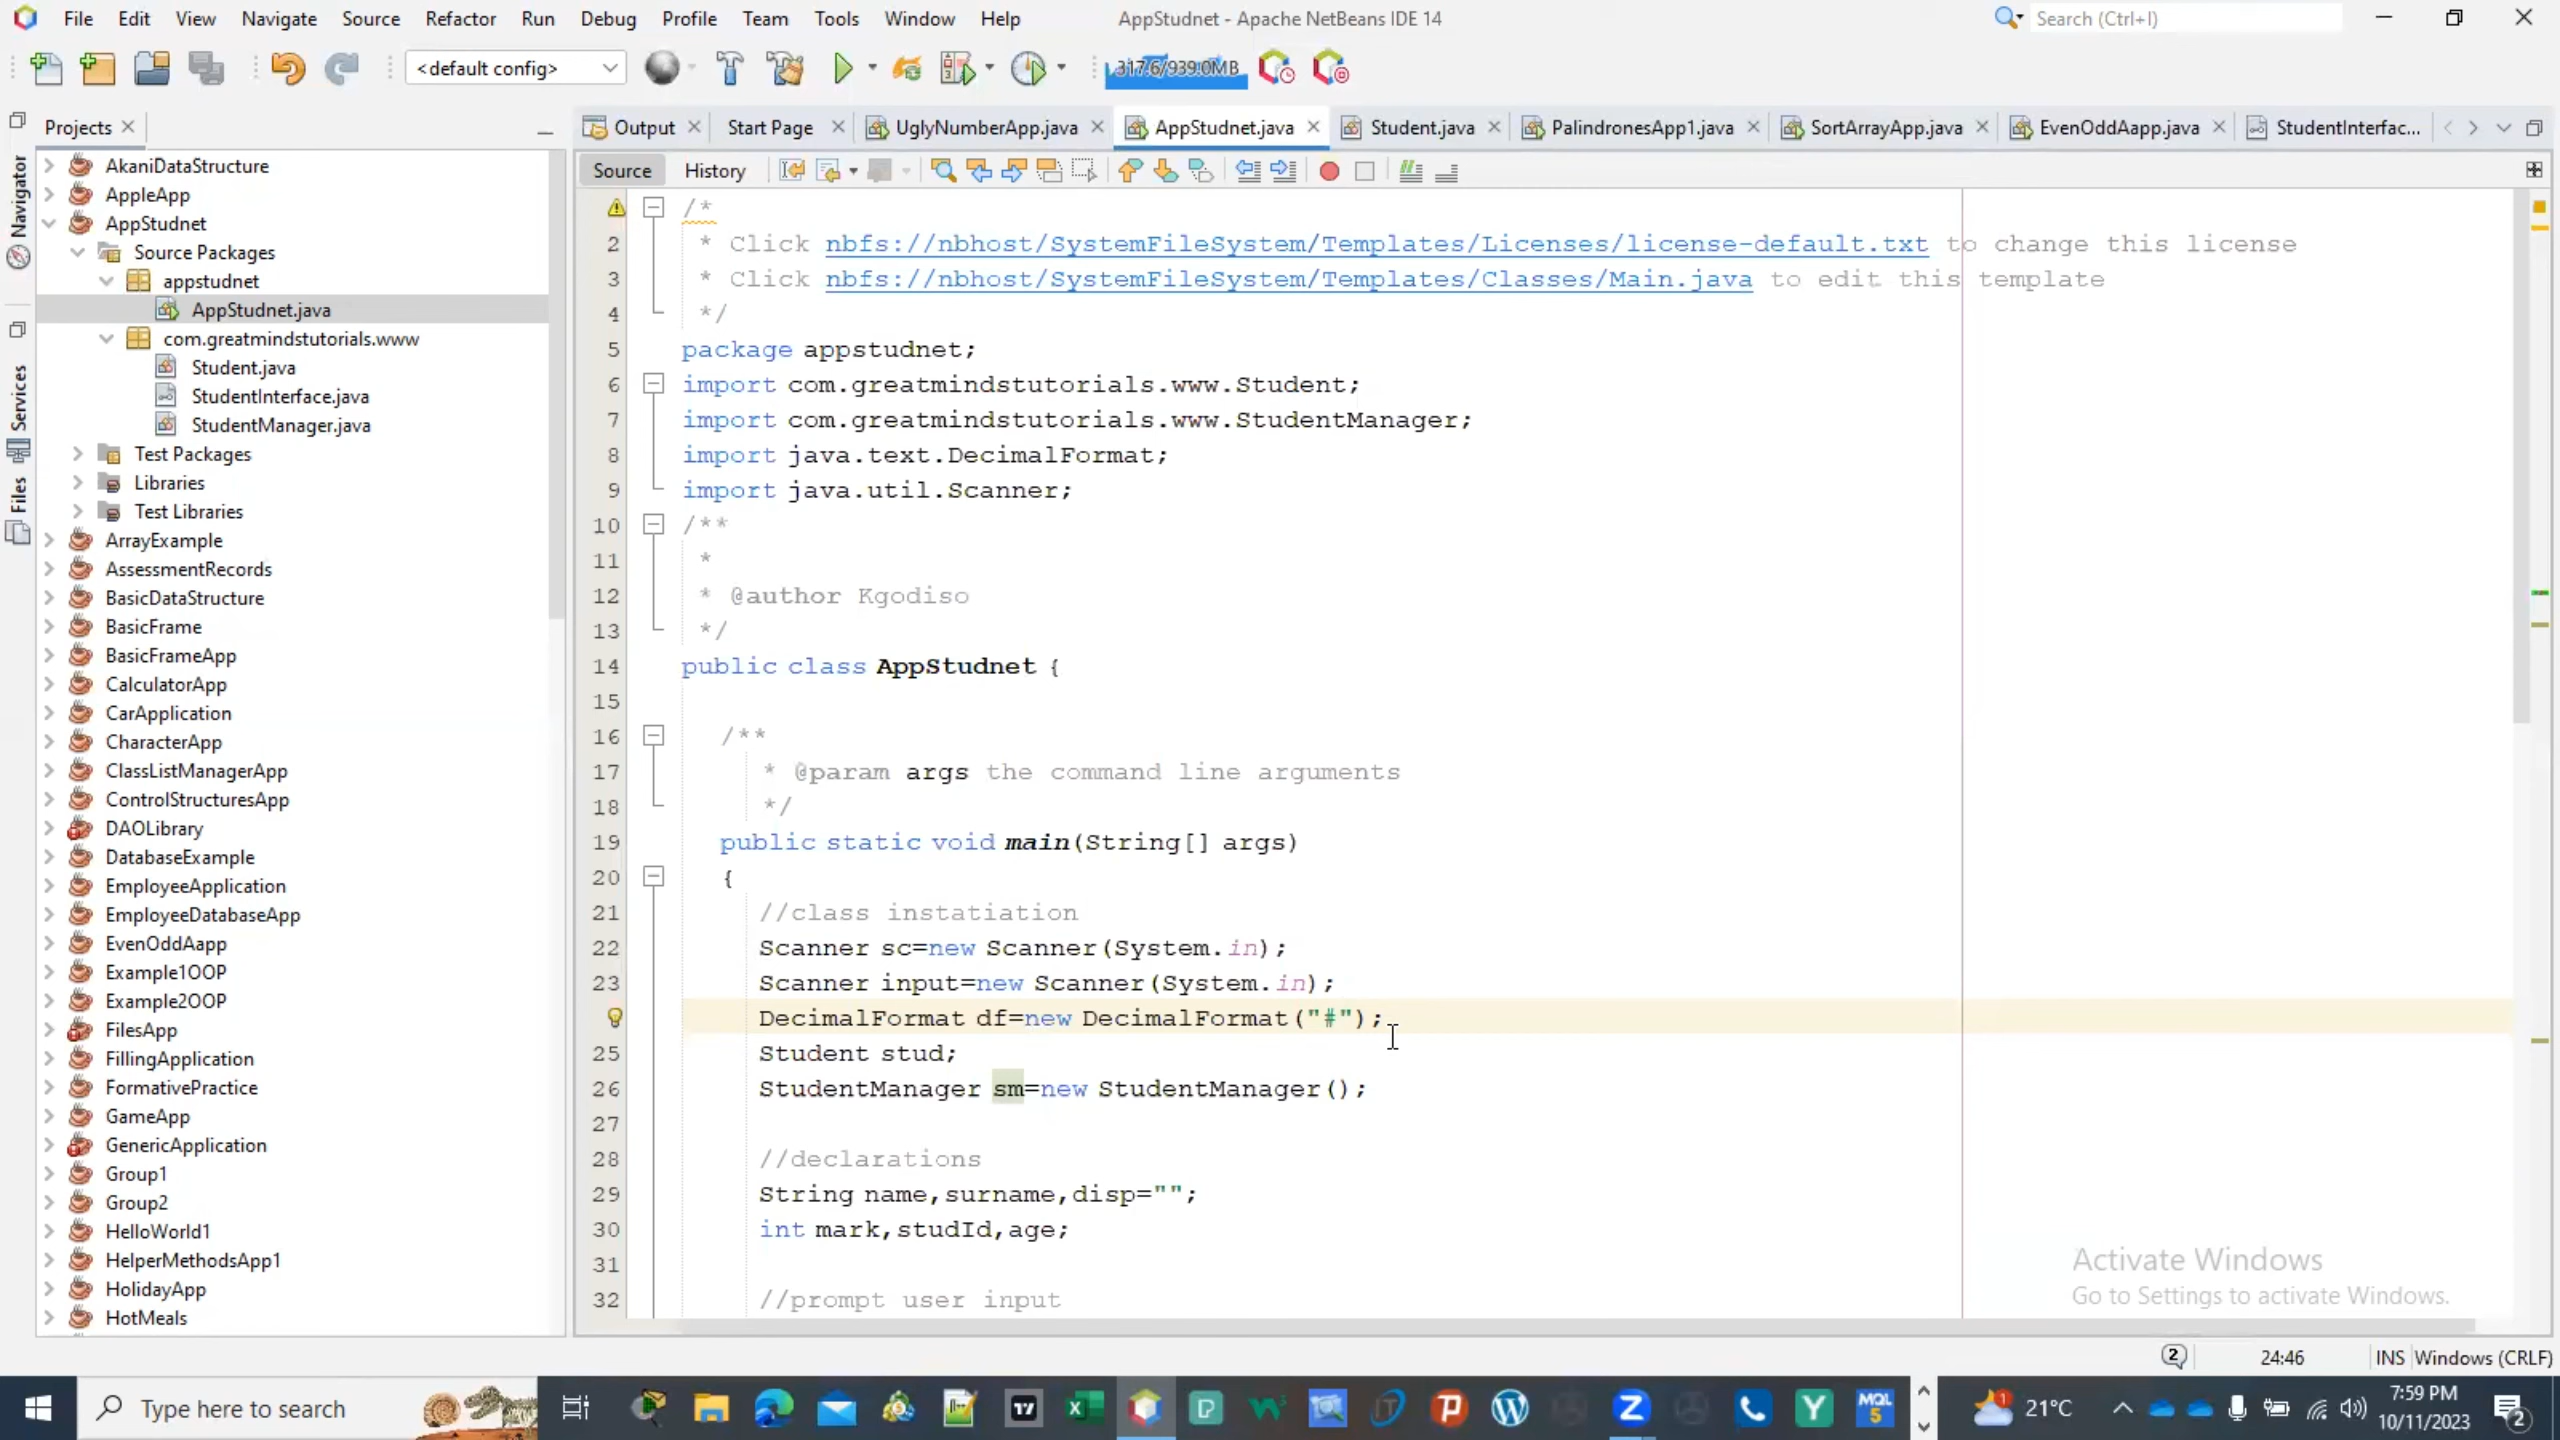 File Edit View Navigate Source Refactor Run Debug Profile Team Tools Window Help AppStudnet - Apache NetBeans IDE 14 Search (Ctrl+I)
<default config> 317.6/939.0MB
Projects Output Start Page UglyNumberApp.java AppStudnet.java Student.java PalindronesApp1.java SortArrayApp.java EvenOddAapp.java StudentInterfac...
Source History
Navigator
Services
Files
AkaniDataStructure
AppleApp
AppStudnet
Source Packages
appstudnet
AppStudnet.java
com.greatmindstutorials.www
Student.java
StudentInterface.java
StudentManager.java
Test Packages
Libraries
Test Libraries
ArrayExample
AssessmentRecords
BasicDataStructure
BasicFrame
BasicFrameApp
CalculatorApp
CarApplication
CharacterApp
ClassListManagerApp
ControlStructuresApp
DAOLibrary
DatabaseExample
EmployeeApplication
EmployeeDatabaseApp
EvenOddAapp
Example1OOP
Example2OOP
FilesApp
FillingApplication
FormativePractice
GameApp
GenericApplication
Group1
Group2
HelloWorld1
HelperMethodsApp1
HolidayApp
HotMeals
/*
2 * Click nbfs://nbhost/SystemFileSystem/Templates/Licenses/license-default.txt to change this license
3 * Click nbfs://nbhost/SystemFileSystem/Templates/Classes/Main.java to edit this template
4 */
5 package appstudnet;
6 import com.greatmindstutorials.www.Student;
7 import com.greatmindstutorials.www.StudentManager;
8 import java.text.DecimalFormat;
9 import java.util.Scanner;
10 /**
11 *
12 * @author Kgodiso
13 */
14 public class AppStudnet {
15
16 /**
17 * @param args the command line arguments
18 */
19 public static void main(String[] args)
20 {
21 //class instatiation
22 Scanner sc=new Scanner(System.in);
23 Scanner input=new Scanner(System.in);
DecimalFormat df=new DecimalFormat("#");
25 Student stud;
26 StudentManager sm=new StudentManager();
27
28 //declarations
29 String name,surname,disp="";
30 int mark,studId,age;
31
32 //prompt user input
Activate Windows
Go to Settings to activate Windows.
2 24:46 INS Windows (CRLF)
Type here to search 21°C 7:59 PM
10/11/2023
MQL 5
2